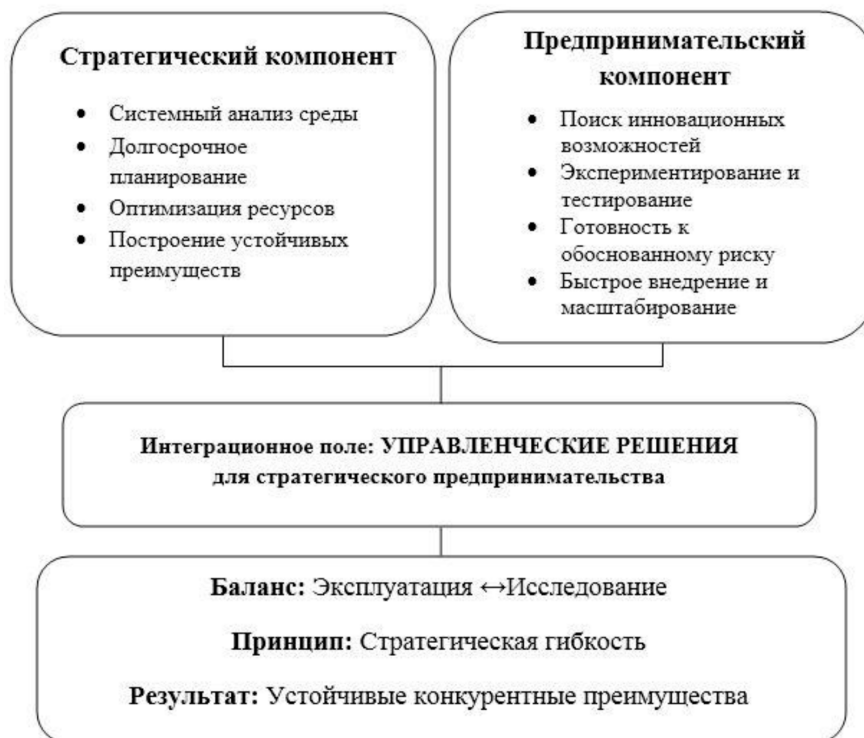 Стратегический компонент
• Системный анализ среды
• Долгосрочное
планирование
• Оптимизация ресурсов
• Построение устойчивых
преимуществ
Предпринимательский
компонент
• Поиск инновационных
возможностей
• Экспериментирование и
тестирование
• Готовность к
обоснованному риску
• Быстрое внедрение и
масштабирование
Интеграционное поле: УПРАВЛЕНЧЕСКИЕ РЕШЕНИЯ
для стратегического предпринимательства
Баланс: Эксплуатация ↔Исследование
Принцип: Стратегическая гибкость
Результат: Устойчивые конкурентные преимущества